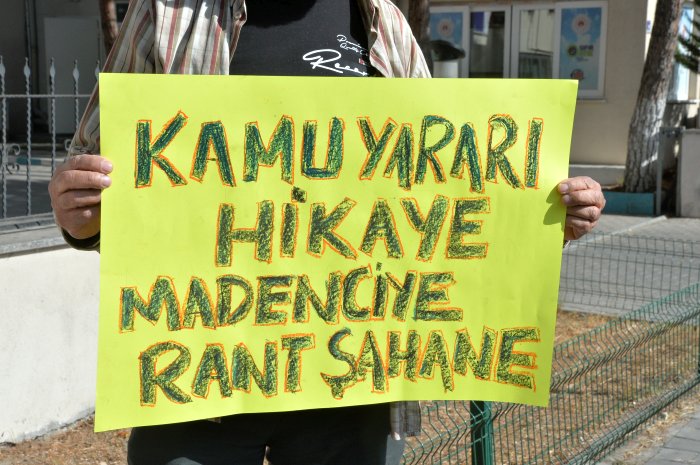 KAMU YARARI
HİKAYE
MADENCİYE
RANT ŞAHANE